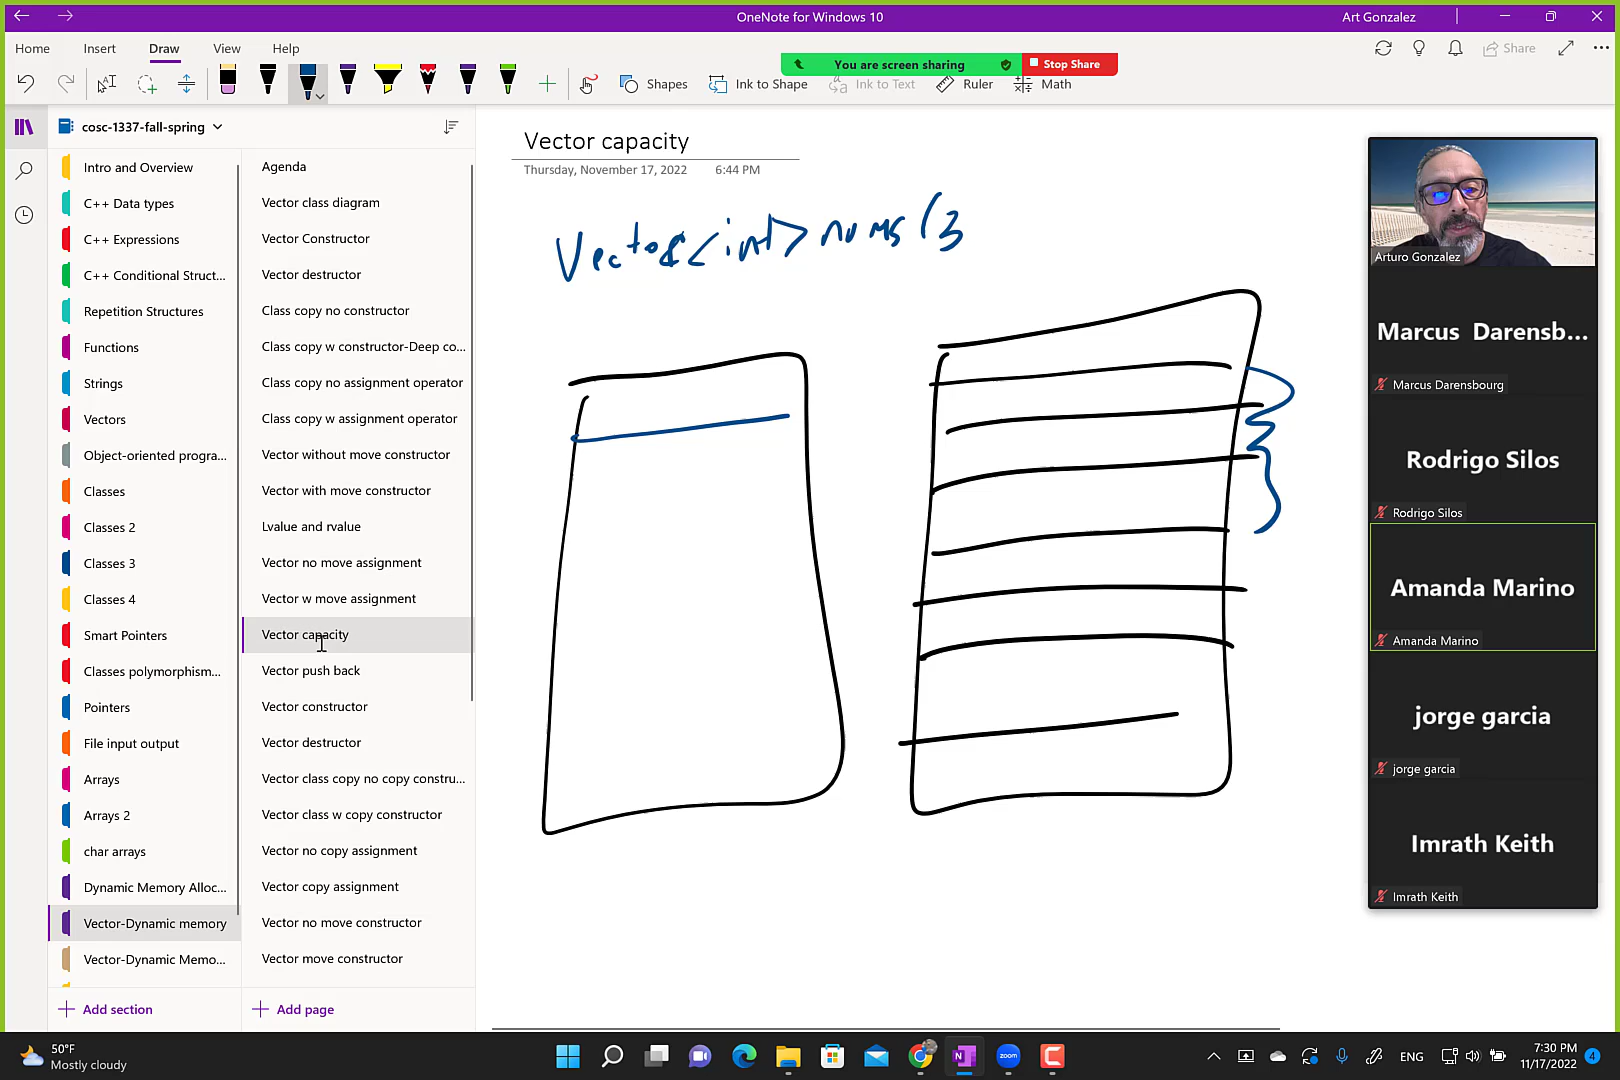 OneNote for Windows 10
Art Gonzalez
Home Insert Draw View Help
Share
You are screen sharing
Stop Share
Shapes
Ink to Shape
Ink to Text
Ruler
Math
cosc-1337-fall-spring
Intro and Overview
C++ Data types
C++ Expressions
C++ Conditional Struct...
Repetition Structures
Functions
Strings
Vectors
Object-oriented progra...
Classes
Classes 2
Classes 3
Classes 4
Smart Pointers
Classes polymorphism...
Pointers
File input output
Arrays
Arrays 2
char arrays
Dynamic Memory Alloc...
Vector-Dynamic memory
Vector-Dynamic Memo...
Add section
Agenda
Vector class diagram
Vector Constructor
Vector destructor
Class copy no constructor
Class copy w constructor-Deep co...
Class copy no assignment operator
Class copy w assignment operator
Vector without move constructor
Vector with move constructor
Lvalue and rvalue
Vector no move assignment
Vector w move assignment
Vector capacity
Vector push back
Vector constructor
Vector destructor
Vector class copy no copy constru...
Vector class w copy constructor
Vector no copy assignment
Vector copy assignment
Vector no move constructor
Vector move constructor
Add page
Vector capacity
Thursday, November 17, 2022 6:44 PM
Vector<int> nums (3
Arturo Gonzalez
Marcus Darensb...
Marcus Darensbourg
Rodrigo Silos
Rodrigo Silos
Amanda Marino
Amanda Marino
jorge garcia
jorge garcia
Imrath Keith
Imrath Keith
50°F
Mostly cloudy
zoom
ENG
7:30 PM
11/17/2022
4